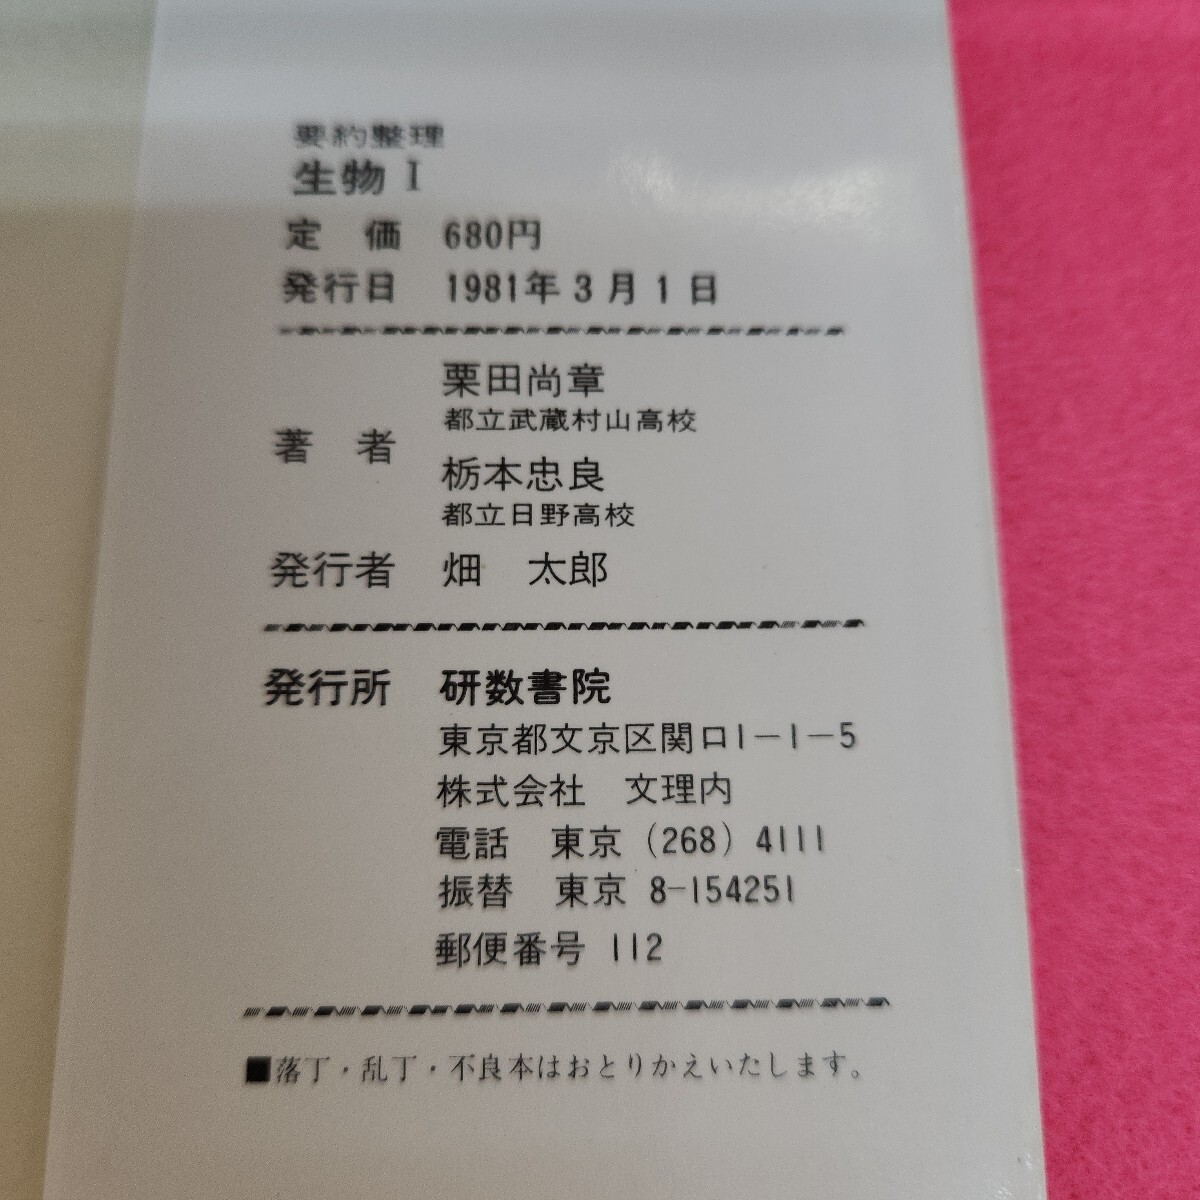 要約整理
生物 I
定　価　680円
発行日　1981年3月1日
著　者　栗田尚章
都立武蔵村山高校
栃本忠良
都立日野高校
発行者　畑　太郎
発行所　研数書院
東京都文京区関口1－1－5
株式会社　文理内
電話　東京（268）4111
振替　東京 8-154251
郵便番号 112
■落丁・乱丁・不良本はおとりかえいたします。